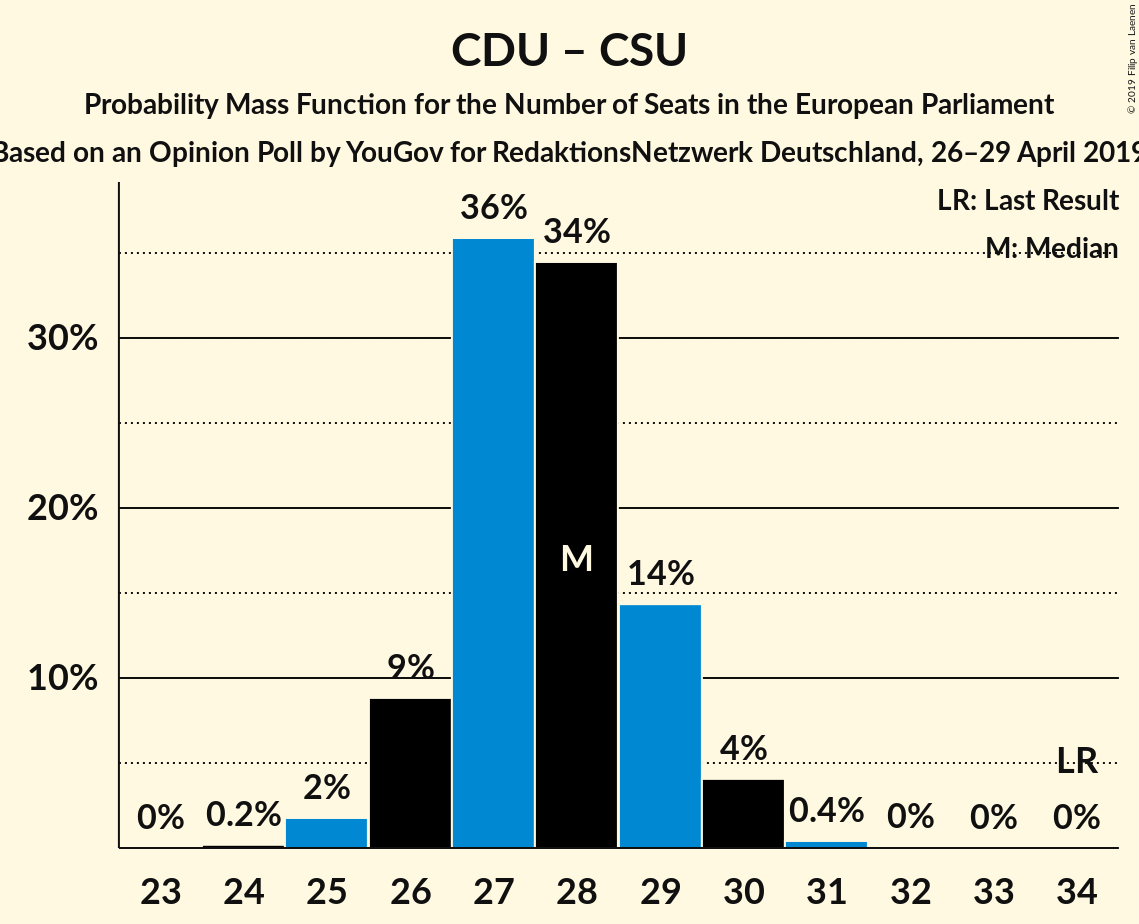 CDU – CSU
Probability Mass Function for the Number of Seats in the European Parliament
Based on an Opinion Poll by YouGov for RedaktionsNetzwerk Deutschland, 26–29 April 2019
© 2019 Filip van Laenen
LR: Last Result
M: Median
36%
34%
30%
20%
M
14%
10%
9%
4%
LR
2%
0%
0.2%
0.4%
0%
0%
0%
23 24 25 26 27 28 29 30 31 32 33 34